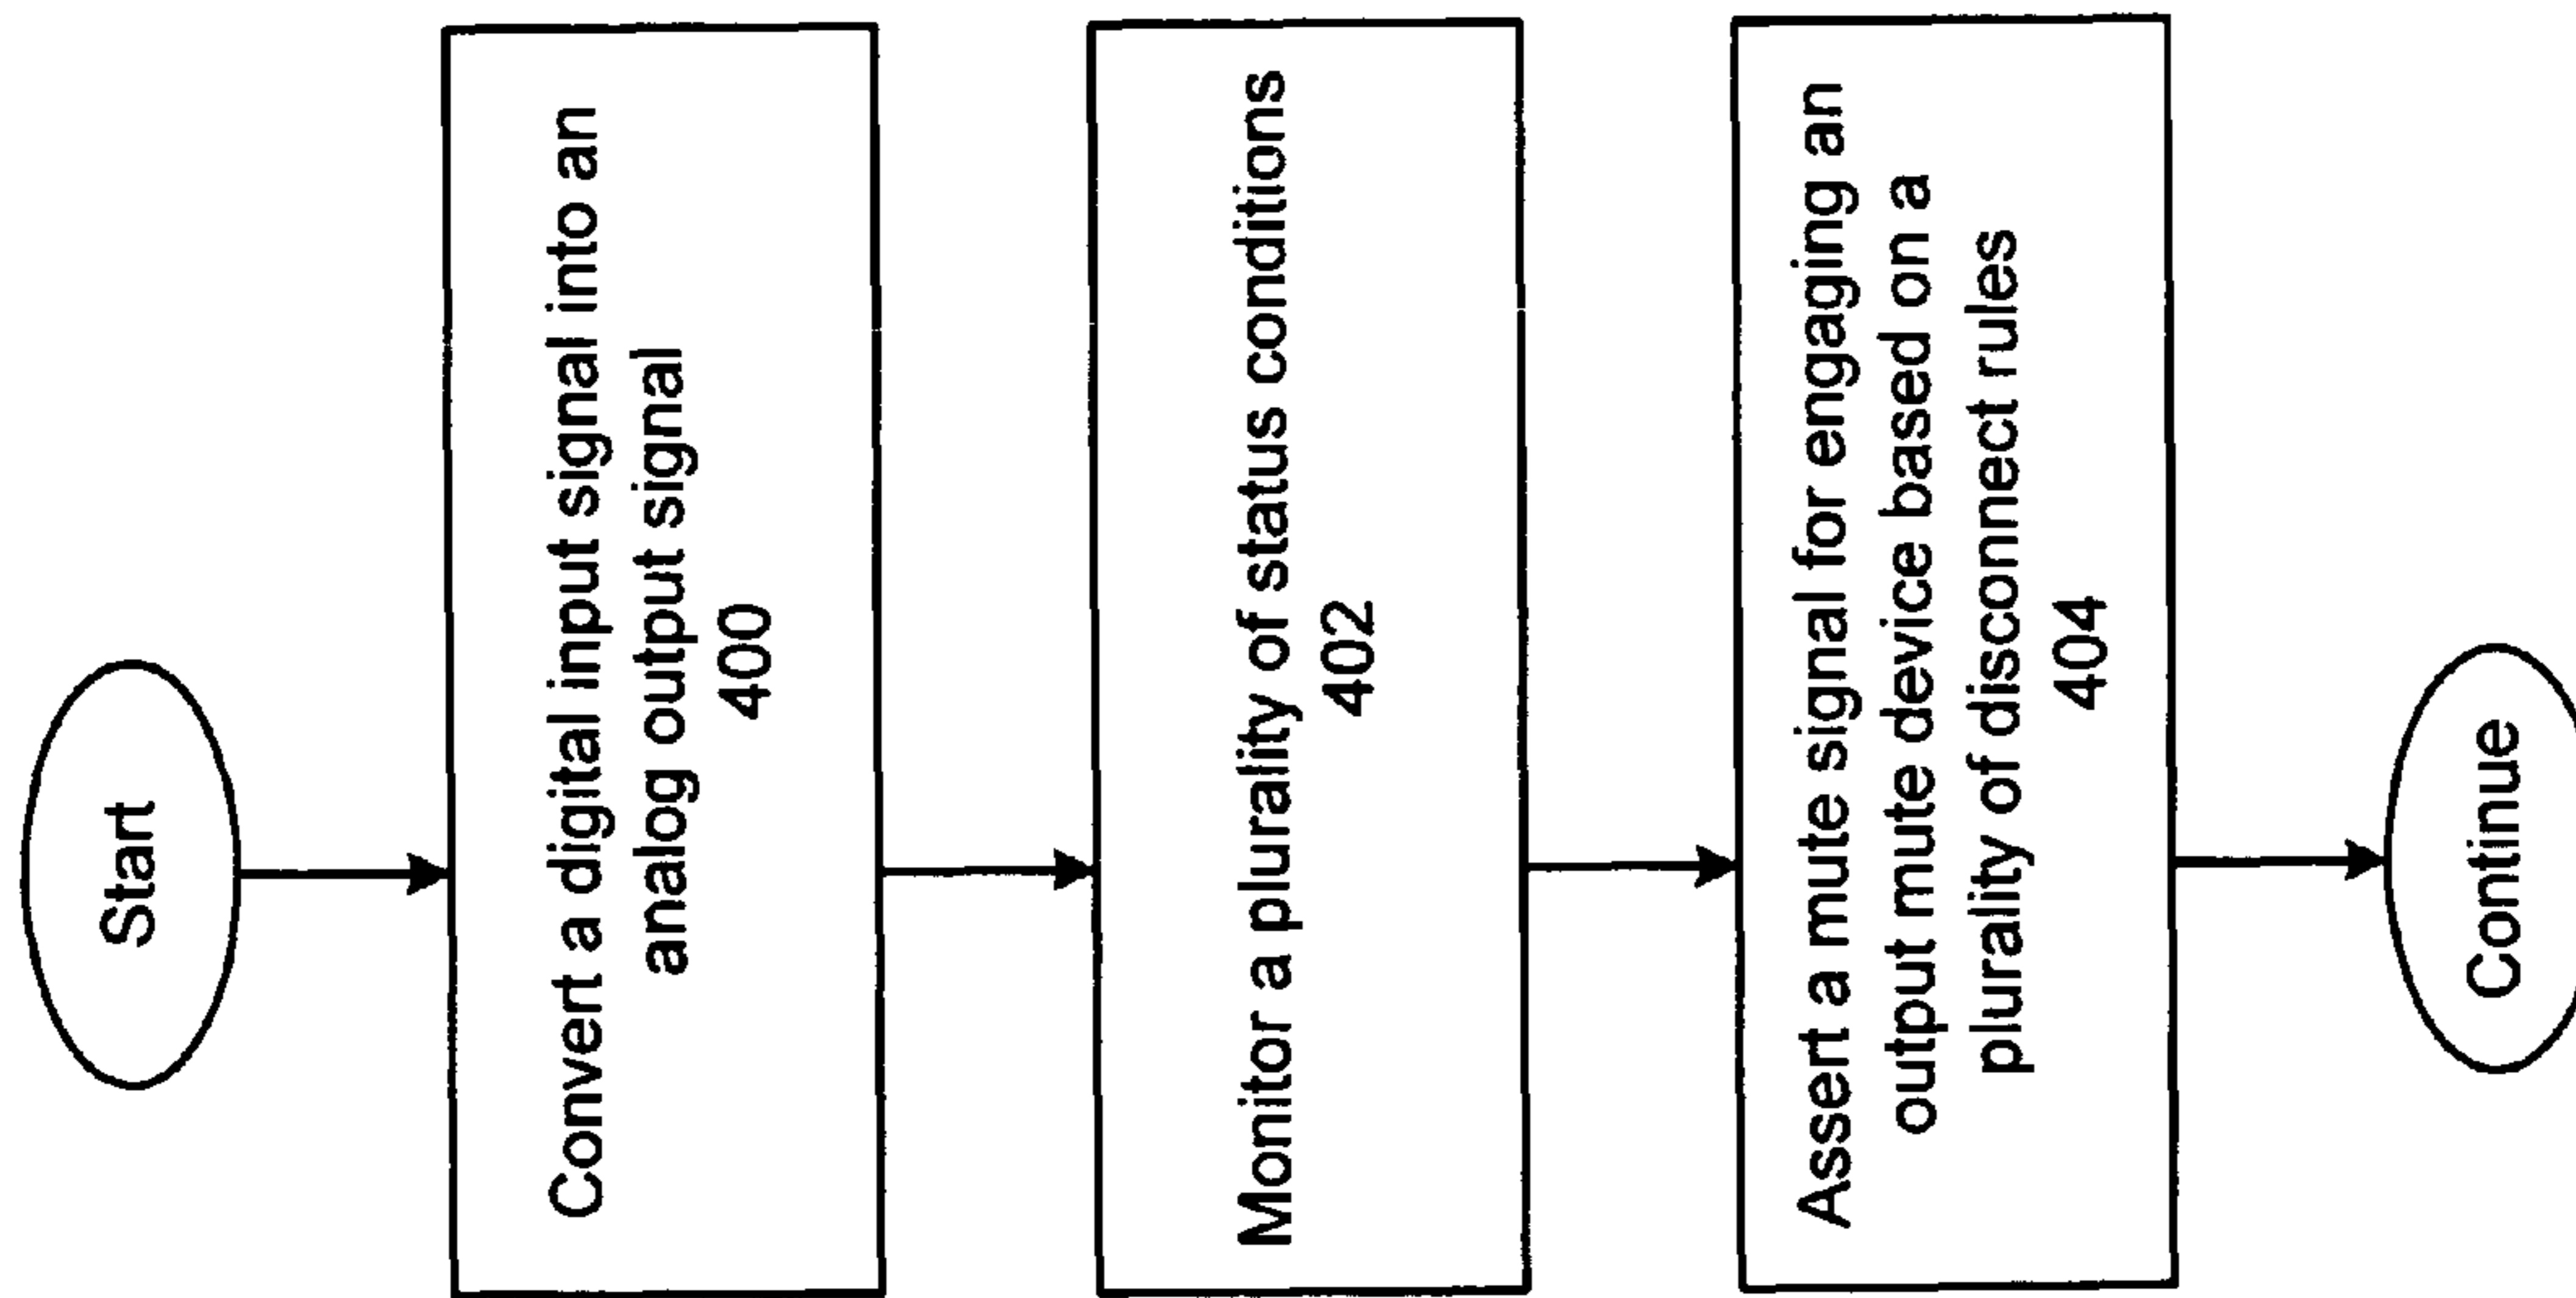 Start
Convert a digital input signal into an
analog output signal
400
Monitor a plurality of status conditions
402
Assert a mute signal for engaging an
output mute device based on a
plurality of disconnect rules
404
Continue